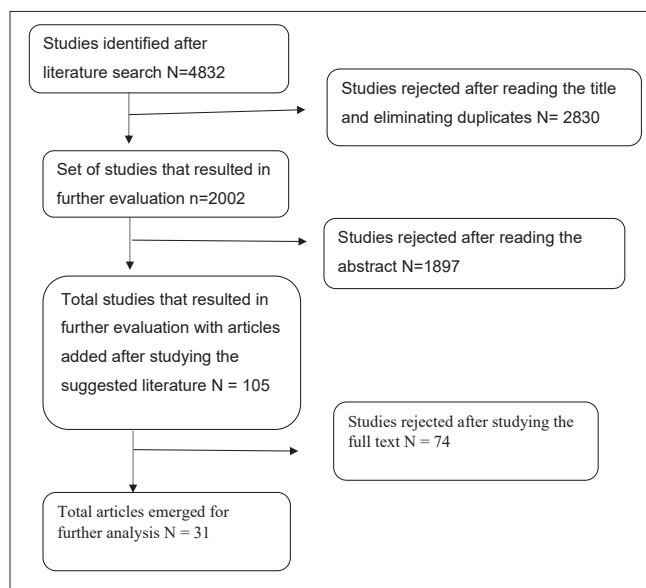 Studies identified after
literature search N=4832
Studies rejected after reading the title
and eliminating duplicates N= 2830
Set of studies that resulted in
further evaluation n=2002
Studies rejected after reading the
abstract N=1897
Total studies that resulted in
further evaluation with articles
added after studying the
suggested literature N = 105
Studies rejected after studying the
full text N = 74
Total articles emerged for
further analysis N = 31